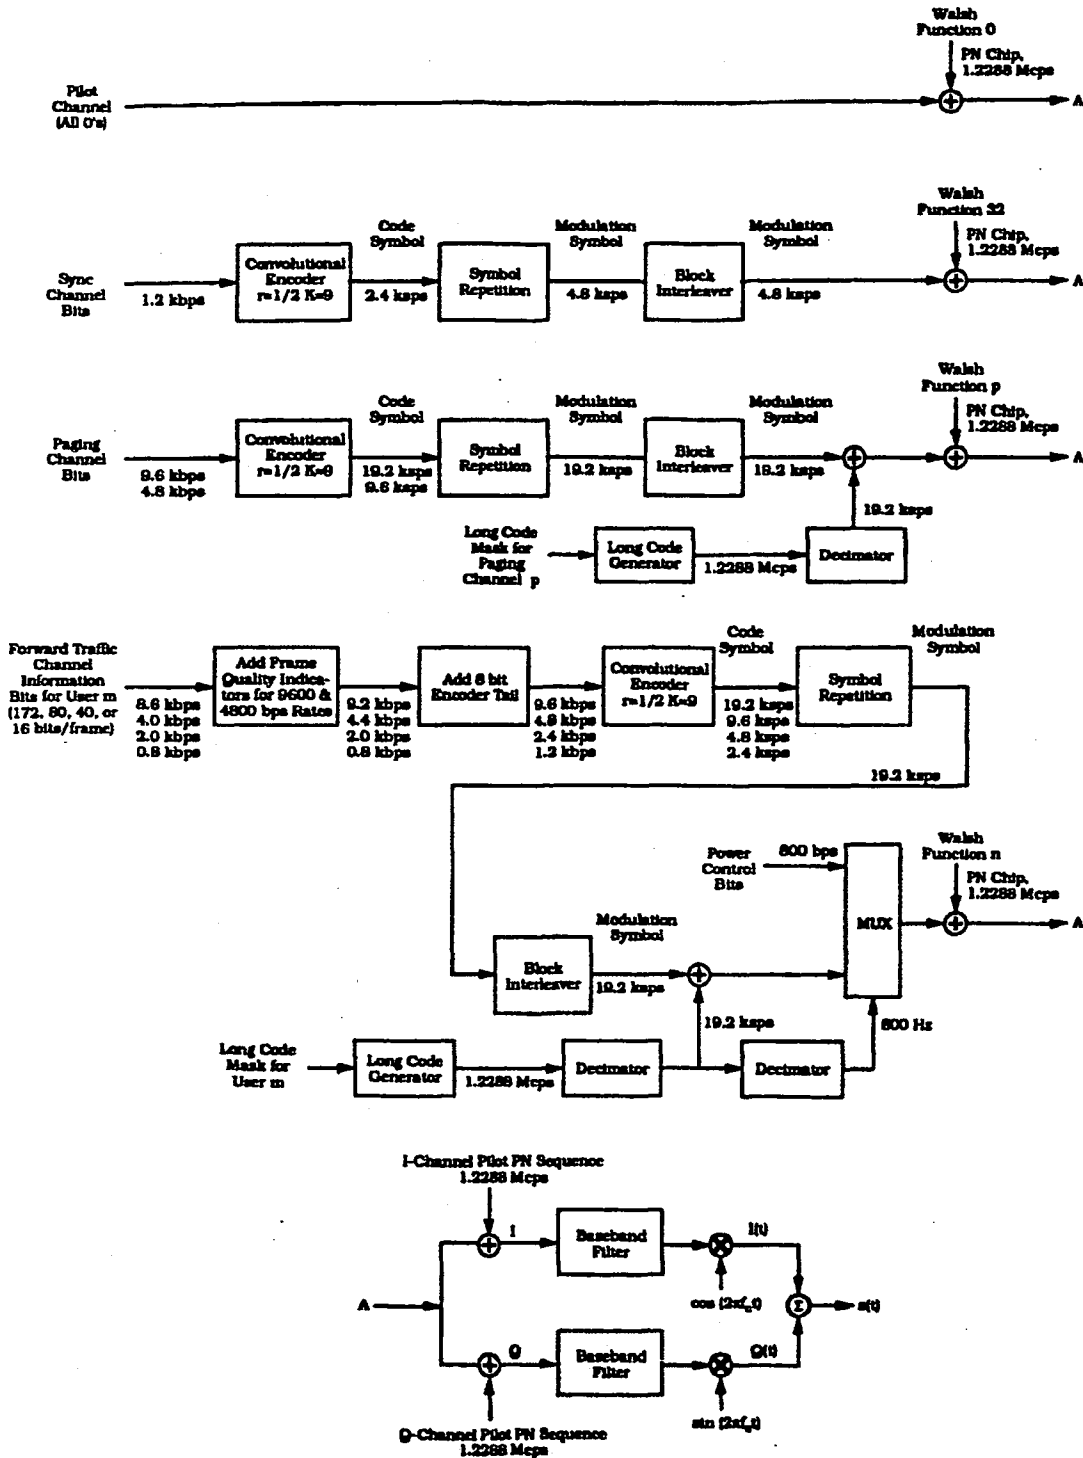 Walsh
Function 0
PN Chip,
1.2288 Mcps
Pilot
Channel
(All 0's)
A
Walsh
Function 32
PN Chip,
1.2288 Mcps
Code
Symbol
Modulation
Symbol
Modulation
Symbol
Sync
Channel
Bits
1.2 kbps
Convolutional
Encoder
r=1/2 K=9
2.4 ksps
Symbol
Repetition
4.8 ksps
Block
Interleaver
4.8 ksps
A
Walsh
Function p
PN Chip,
1.2288 Mcps
Code
Symbol
Modulation
Symbol
Modulation
Symbol
Paging
Channel
Bits
9.6 kbps
4.8 kbps
Convolutional
Encoder
r=1/2 K=9
19.2 ksps
9.6 ksps
Symbol
Repetition
19.2 ksps
Block
Interleaver
19.2 ksps
A
19.2 ksps
Long Code
Mask for
Paging
Channel p
Long Code
Generator
1.2288 Mcps
Decimator
Forward Traffic
Channel
Information
Bits for User m
(172, 80, 40, or
16 bits/frame)
8.6 kbps
4.0 kbps
2.0 kbps
0.8 kbps
Add Frame
Quality Indica-
tors for 9600 &
4800 bps Rates
9.2 kbps
4.4 kbps
2.0 kbps
0.8 kbps
Add 8 bit
Encoder Tail
9.6 kbps
4.8 kbps
2.4 kbps
1.2 kbps
Convolutional
Encoder
r=1/2 K=9
Code
Symbol
19.2 ksps
9.6 ksps
4.8 ksps
2.4 ksps
Symbol
Repetition
Modulation
Symbol
19.2 ksps
Power
Control
Bits
800 bps
MUX
Walsh
Function n
PN Chip,
1.2288 Mcps
A
Block
Interleaver
Modulation
Symbol
19.2 ksps
19.2 ksps
800 Hz
Long Code
Mask for
User m
Long Code
Generator
1.2288 Mcps
Decimator
Decimator
I-Channel Pilot PN Sequence
1.2288 Mcps
I
Baseband
Filter
I(t)
cos (2πf_c t)
A
Σ
s(t)
Q
Baseband
Filter
Q(t)
sin (2πf_c t)
Q-Channel Pilot PN Sequence
1.2288 Mcps